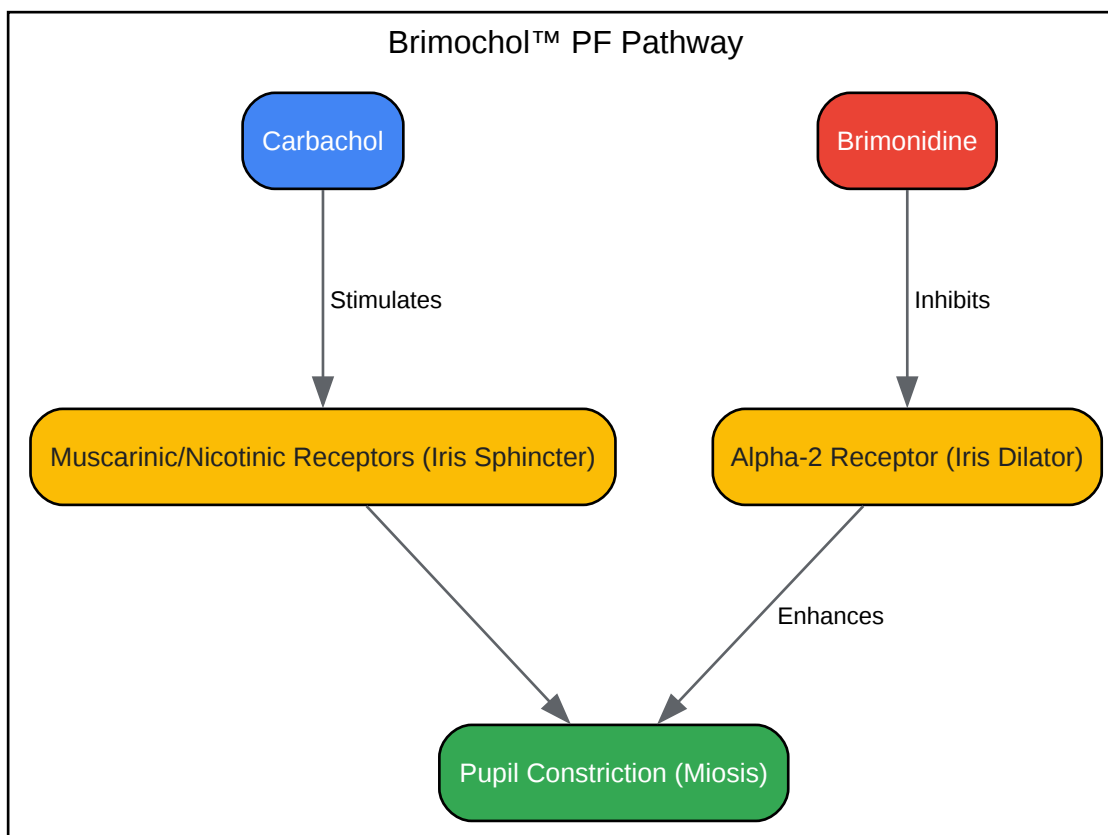 Brimochol™ PF Pathway
Carbachol
Brimonidine
Stimulates
Inhibits
Muscarinic/Nicotinic Receptors (Iris Sphincter)
Alpha-2 Receptor (Iris Dilator)
Enhances
Pupil Constriction (Miosis)